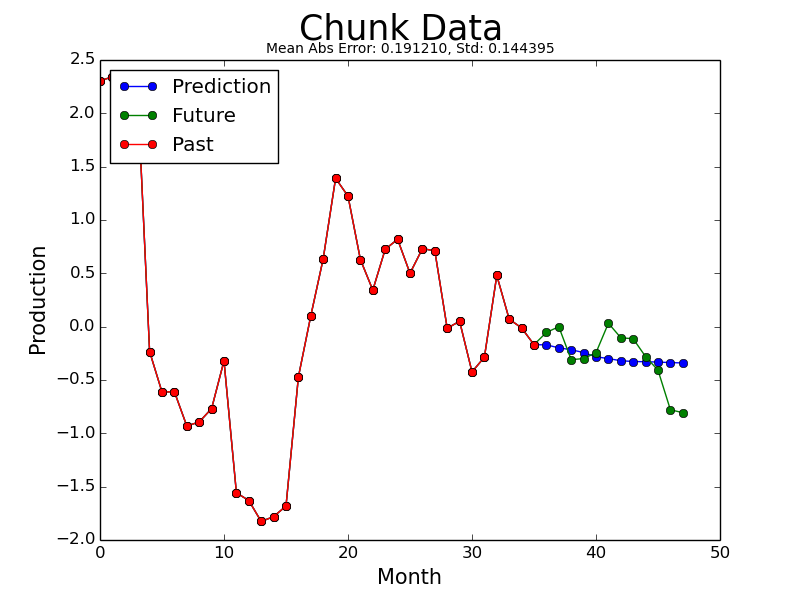 Chunk Data
Mean Abs Error: 0.191210, Std: 0.144395
2.5
2.0
1.5
1.0
0.5
0.0
−0.5
−1.0
−1.5
−2.0
Production
Prediction
Future
Past
0 10 20 30 40 50
Month